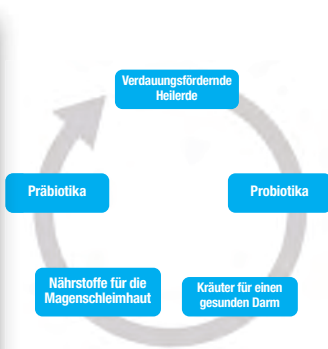 Verdauungsfördernde
Heilerde
Präbiotika
Probiotika
Nährstoffe für die
Magenschleimhaut
Kräuter für einen
gesunden Darm